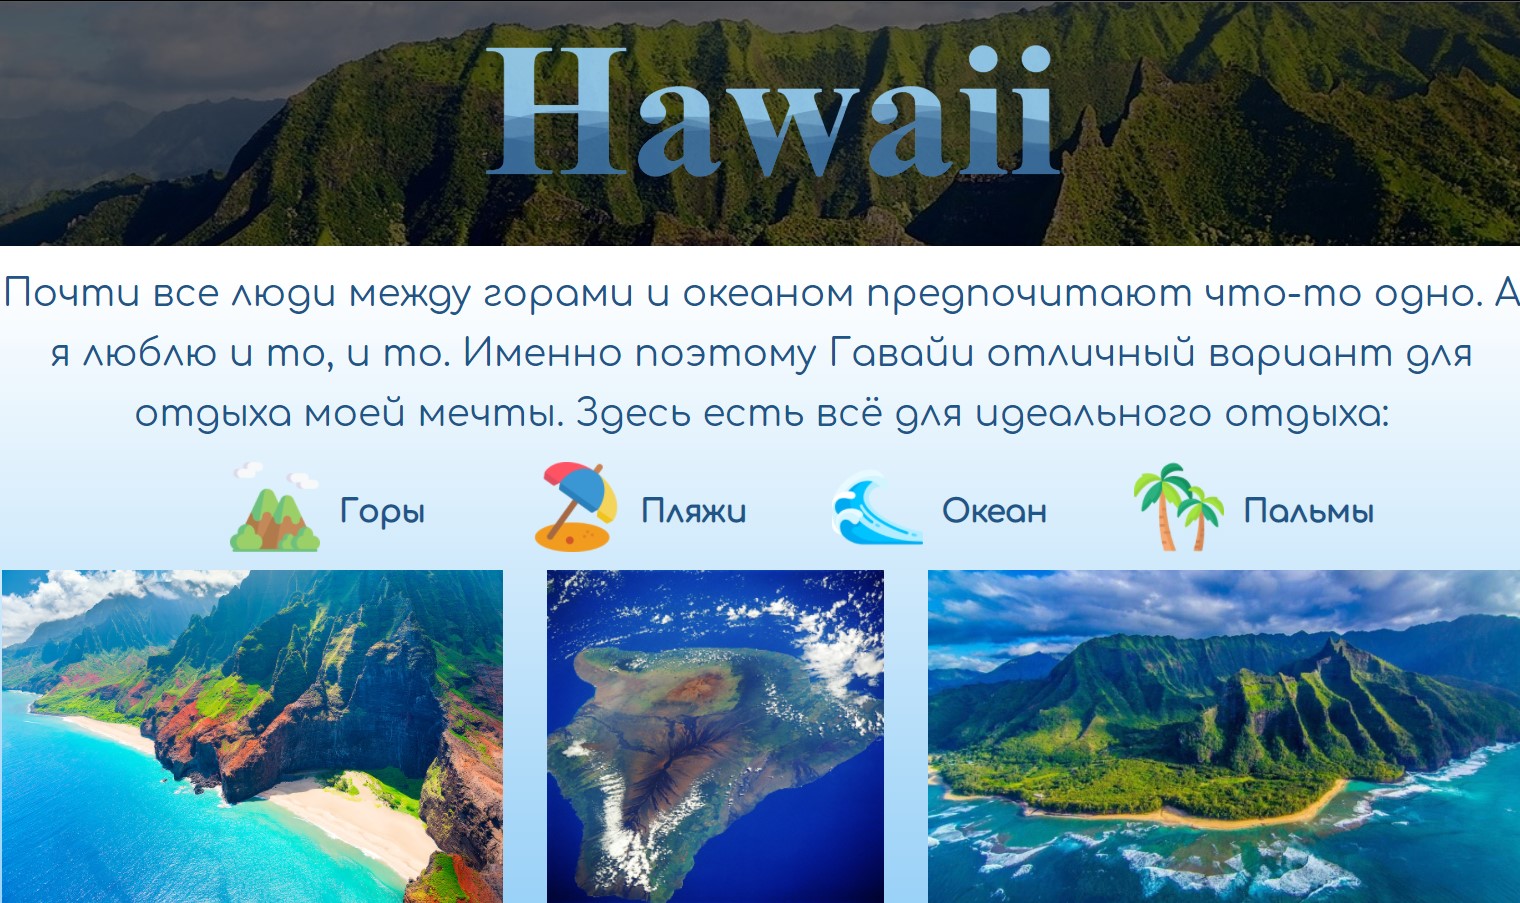 Hawaii
Почти все люди между горами и океаном предпочитают что-то одно. А
я люблю и то, и то. Именно поэтому Гавайи отличный вариант для
отдыха моей мечты. Здесь есть всё для идеального отдыха:
Горы
Пляжи
Океан
Пальмы